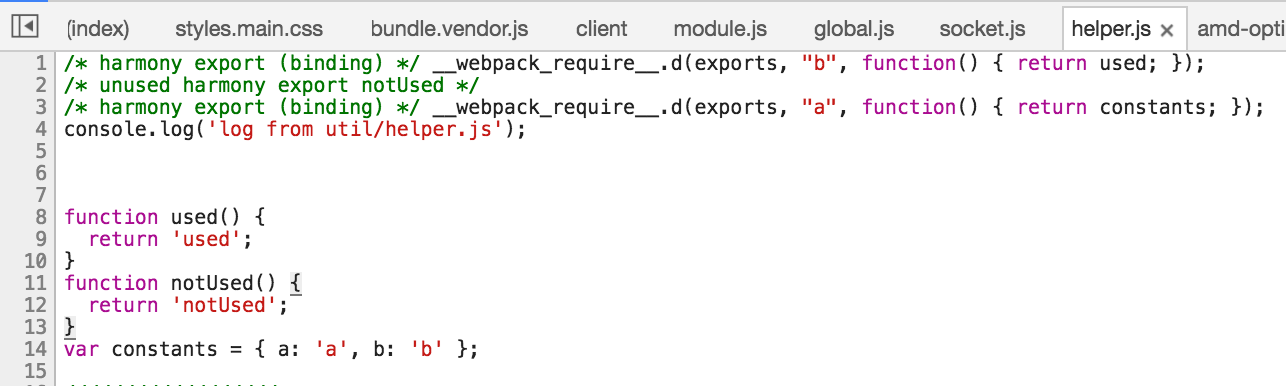 (index) styles.main.css bundle.vendor.js client module.js global.js socket.js helper.js × amd-opti
1 /* harmony export (binding) */ __webpack_require__.d(exports, "b", function() { return used; });
2 /* unused harmony export notUsed */
3 /* harmony export (binding) */ __webpack_require__.d(exports, "a", function() { return constants; });
4 console.log('log from util/helper.js');
5
6
7
8 function used() {
9   return 'used';
10 }
11 function notUsed() {
12   return 'notUsed';
13 }
14 var constants = { a: 'a', b: 'b' };
15